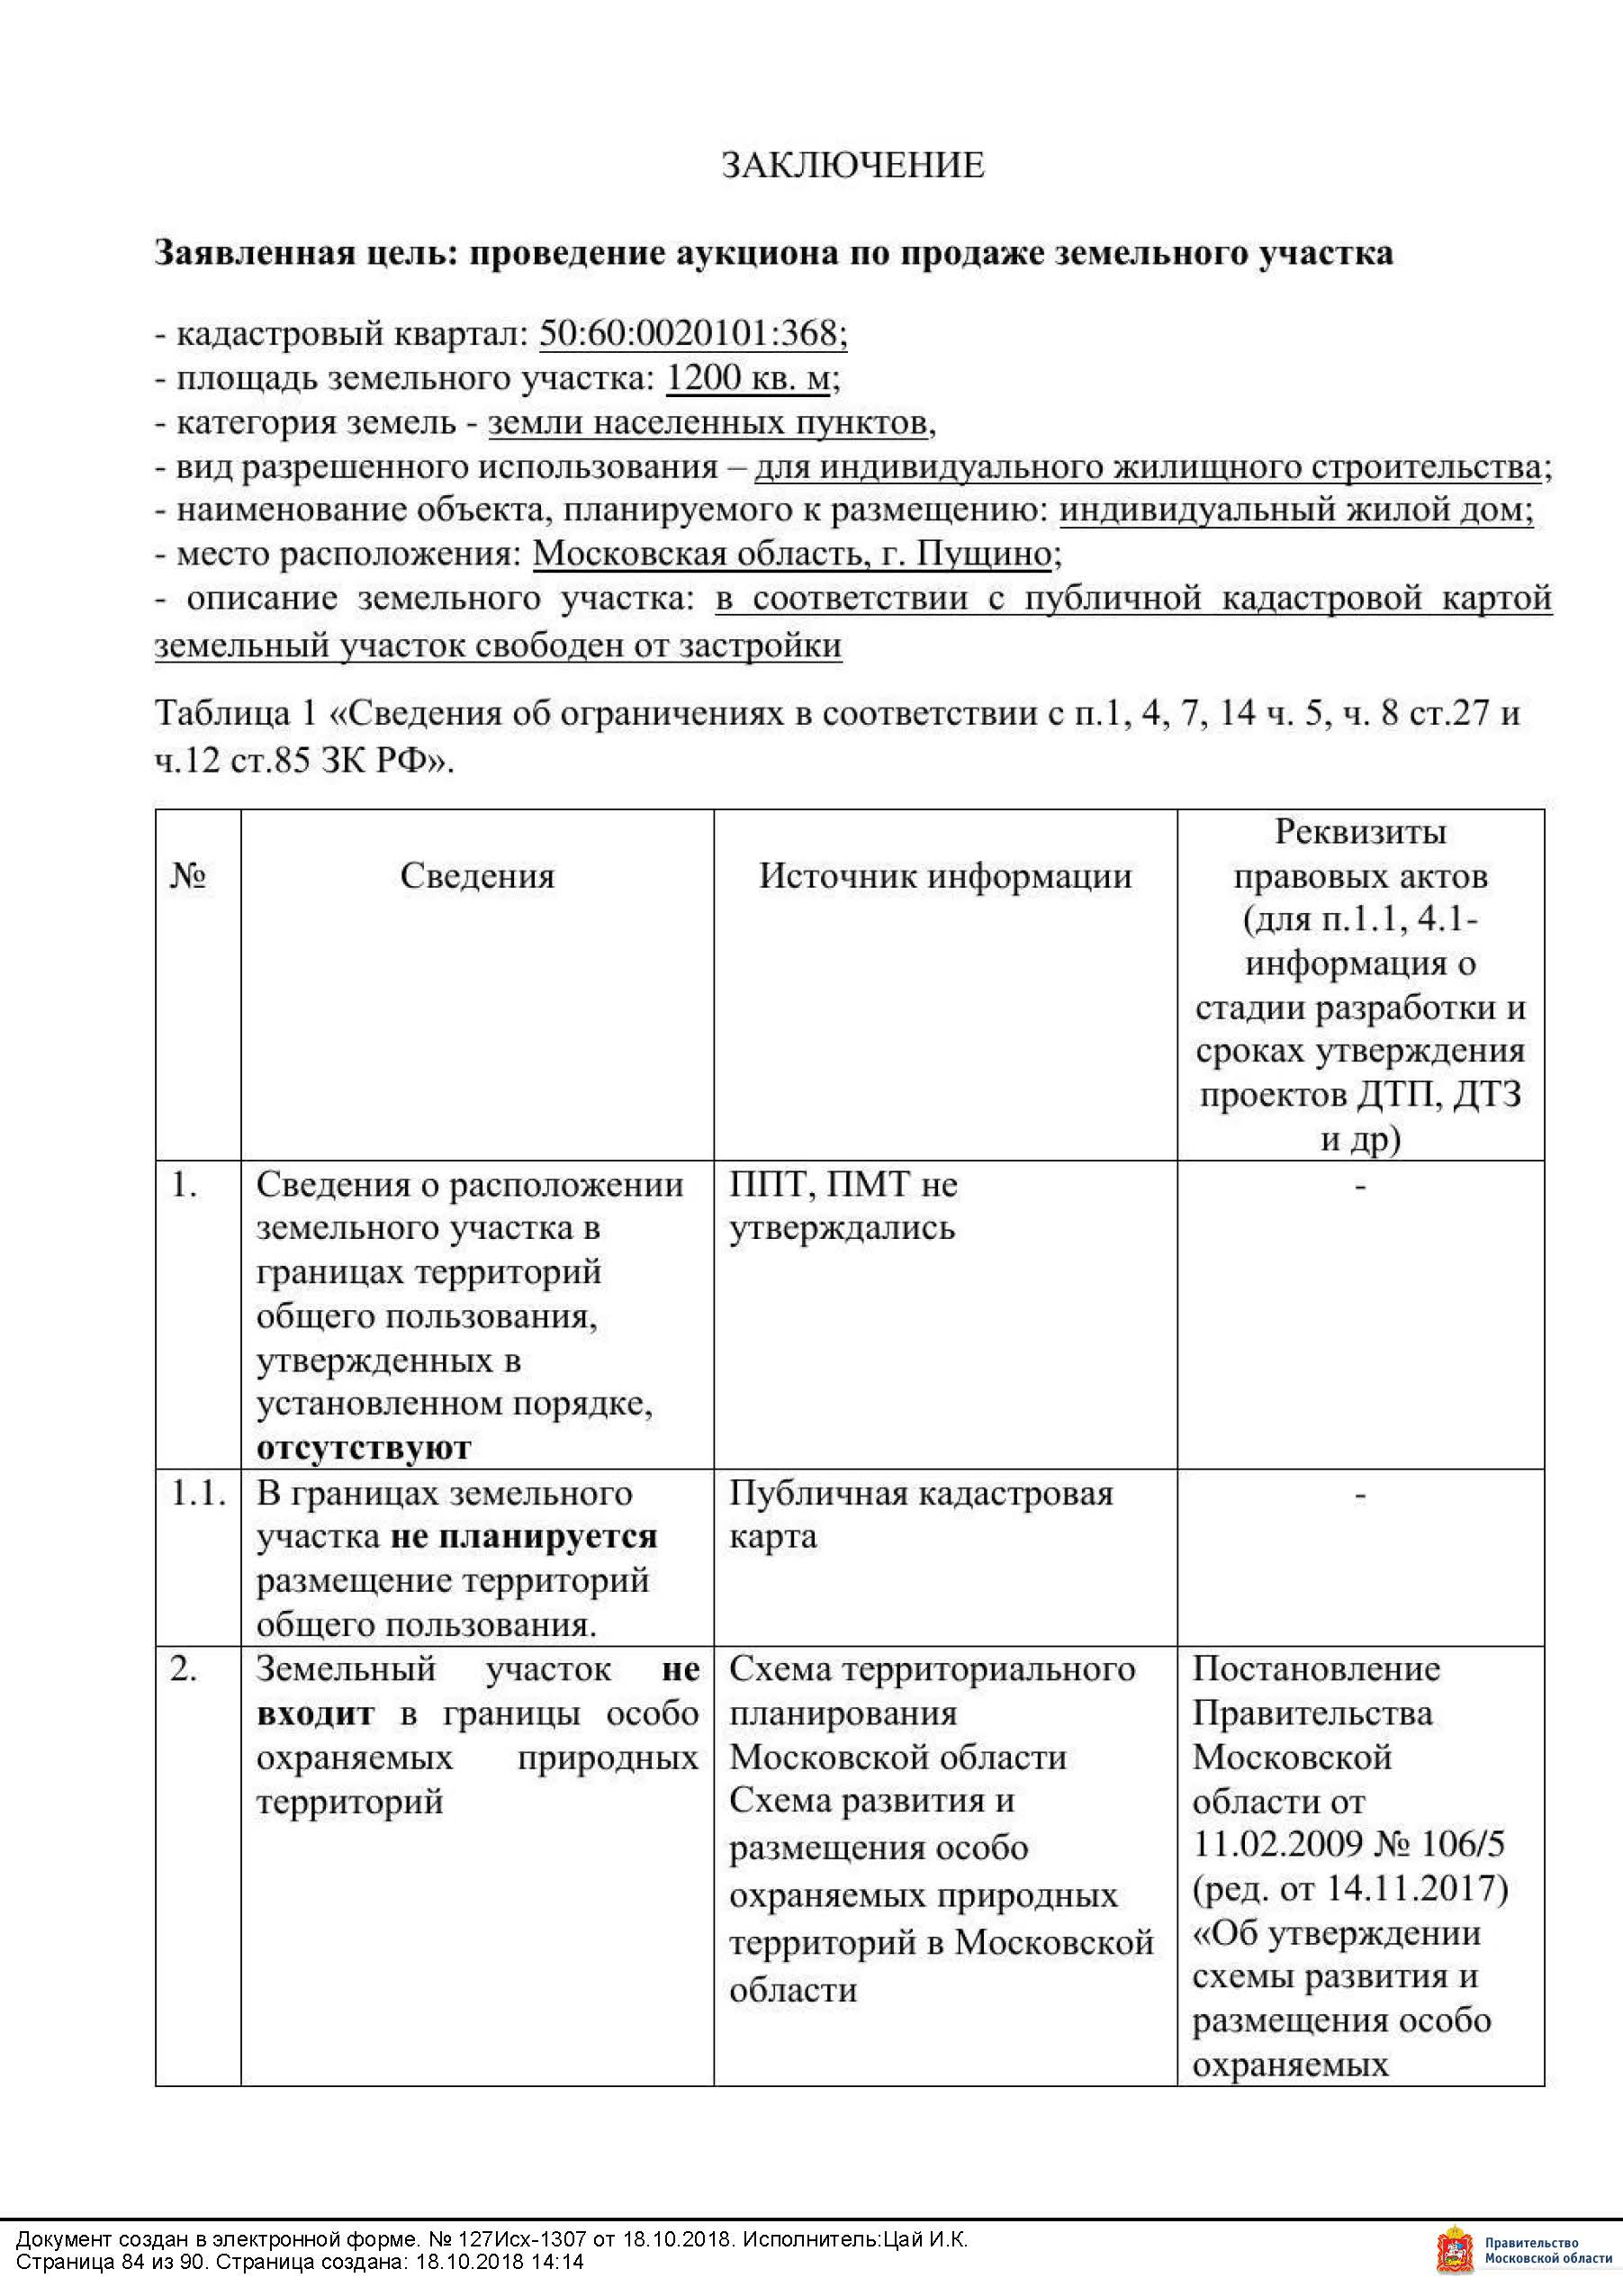 ЗАКЛЮЧЕНИЕ
Заявленная цель: проведение аукциона по продаже земельного участка
- кадастровый квартал: 50:60:0020101:368;
- площадь земельного участка: 1200 кв. м;
- категория земель - земли населенных пунктов,
- вид разрешенного использования – для индивидуального жилищного строительства;
- наименование объекта, планируемого к размещению: индивидуальный жилой дом;
- место расположения: Московская область, г. Пущино;
- описание земельного участка: в соответствии с публичной кадастровой картой
земельный участок свободен от застройки
Таблица 1 «Сведения об ограничениях в соответствии с п.1, 4, 7, 14 ч. 5, ч. 8 ст.27 и
ч.12 ст.85 ЗК РФ».
№
Сведения
Источник информации
Реквизиты
правовых актов
(для п.1.1, 4.1-
информация о
стадии разработки и
сроках утверждения
проектов ДТП, ДТЗ
и др)
1.
Сведения о расположении
земельного участка в
границах территорий
общего пользования,
утвержденных в
установленном порядке,
отсутствуют
ППТ, ПМТ не
утверждались
-
1.1.
В границах земельного
участка не планируется
размещение территорий
общего пользования.
Публичная кадастровая
карта
-
2.
Земельный участок не
входит в границы особо
охраняемых природных
территорий
Схема территориального
планирования
Московской области
Схема развития и
размещения особо
охраняемых природных
территорий в Московской
области
Постановление
Правительства
Московской
области от
11.02.2009 № 106/5
(ред. от 14.11.2017)
«Об утверждении
схемы развития и
размещения особо
охраняемых
Документ создан в электронной форме. № 127Исх-1307 от 18.10.2018. Исполнитель:Цай И.К.
Страница 84 из 90. Страница создана: 18.10.2018 14:14
Правительство
Московской области